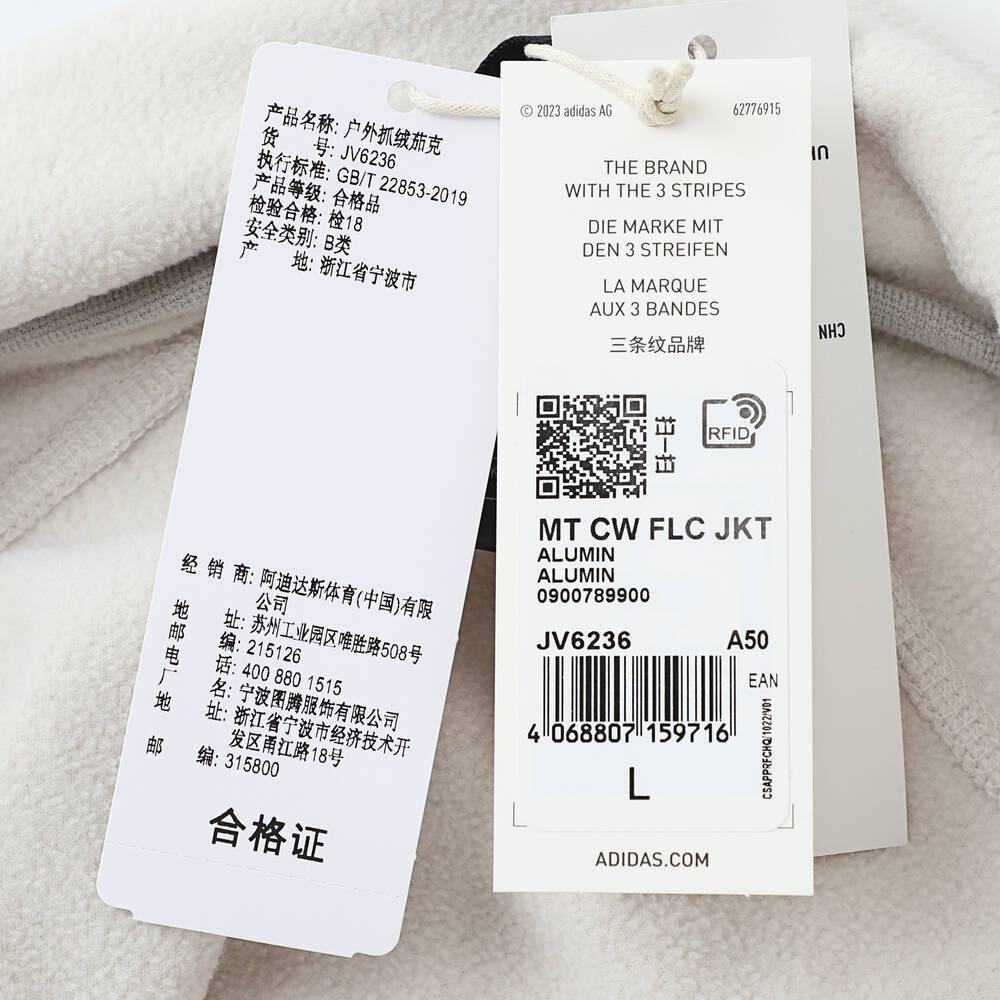 产品名称: 户外抓绒茄克
货 号: JV6236
执行标准: GB/T 22853-2019
产品等级: 合格品
检验合格: 检18
安全类别: B类
产 地: 浙江省宁波市
经 销 商: 阿迪达斯体育(中国)有限
公司
地 址: 苏州工业园区唯胜路508号
邮 编: 215126
电 话: 400 880 1515
厂 名: 宁波图腾服饰有限公司
地 址: 浙江省宁波市经济技术开
发区甬江路18号
邮 编: 315800
合格证
© 2023 adidas AG 62776915
THE BRAND
WITH THE 3 STRIPES
DIE MARKE MIT
DEN 3 STREIFEN
LA MARQUE
AUX 3 BANDES
三条纹品牌
扫一扫
RFID
MT CW FLC JKT
ALUMIN
ALUMIN
0900789900
JV6236 A50
EAN
4 068807 159716
CSAPPRFCHQ/1022/V01
L
ADIDAS.COM
CHN